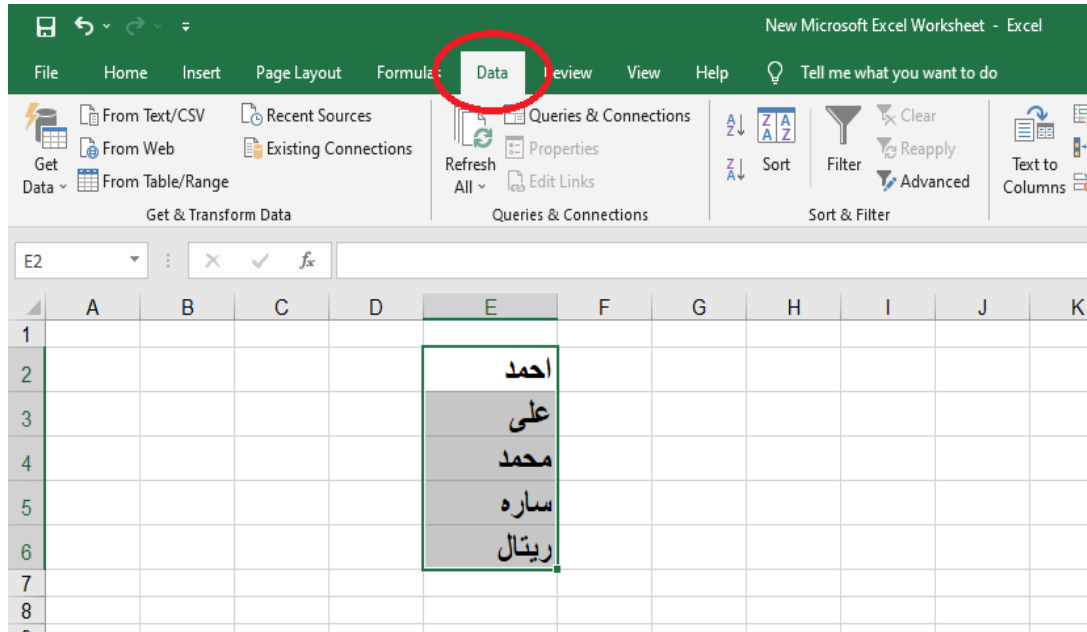 New Microsoft Excel Worksheet - Excel
File Home Insert Page Layout Formulas Data Review View Help Tell me what you want to do
Get Data
From Text/CSV
From Web
From Table/Range
Recent Sources
Existing Connections
Get & Transform Data
Refresh All
Queries & Connections
Properties
Edit Links
Queries & Connections
Sort
Filter
Clear
Reapply
Advanced
Sort & Filter
Text to Columns
E2 fx
A B C D E F G H I J K
1
2 احمد
3 على
4 محمد
5 ساره
6 ريتال
7
8